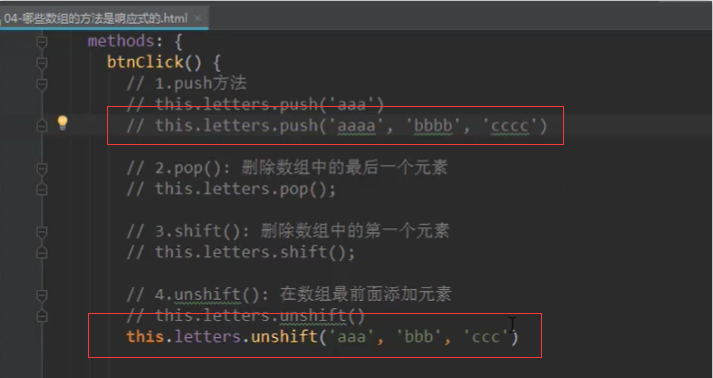 04-哪些数组的方法是响应式的.html ×
methods: {
btnClick() {
// 1.push方法
// this.letters.push('aaa')
// this.letters.push('aaaa', 'bbbb', 'cccc')
// 2.pop(): 删除数组中的最后一个元素
// this.letters.pop();
// 3.shift(): 删除数组中的第一个元素
// this.letters.shift();
// 4.unshift(): 在数组最前面添加元素
// this.letters.unshift()
this.letters.unshift('aaa', 'bbb', 'ccc')